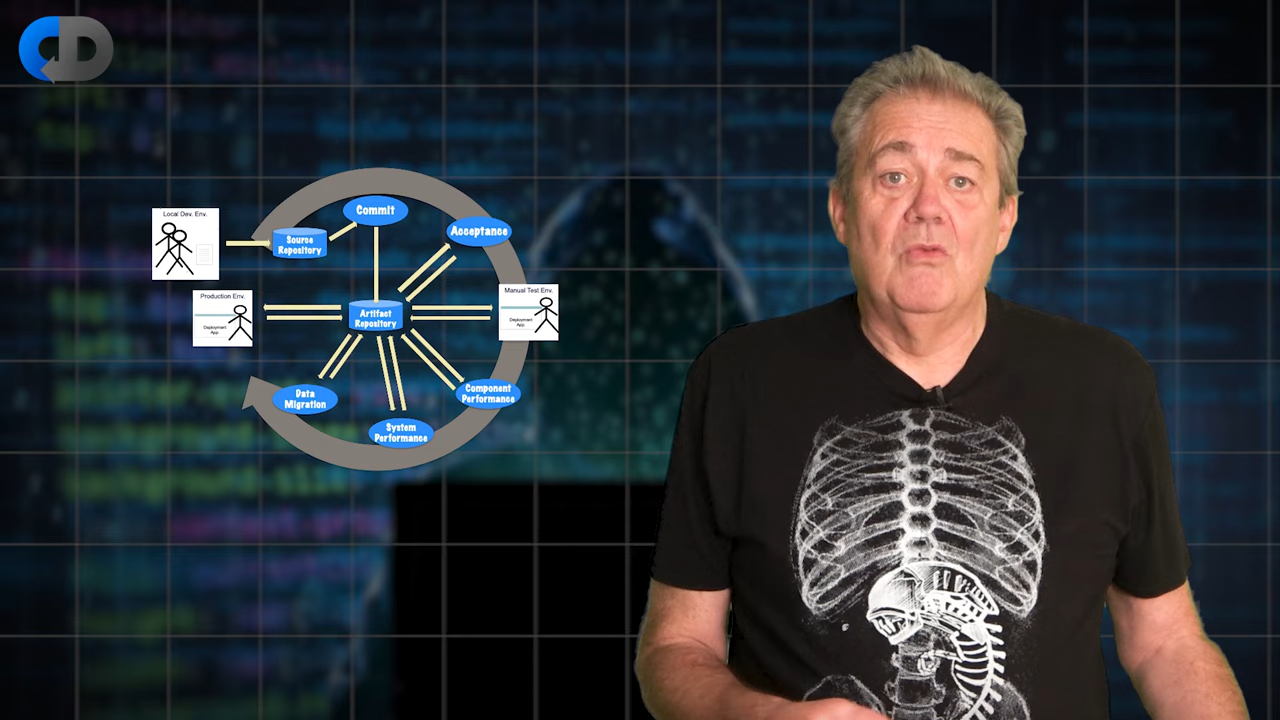 CD
Local Dev. Env.
Commit
Source
Repository
Acceptance
Production Env.
Deployment
App
Artifact
Repository
Manual Test Env.
Deployment
App
Data
Migration
Component
Performance
System
Performance